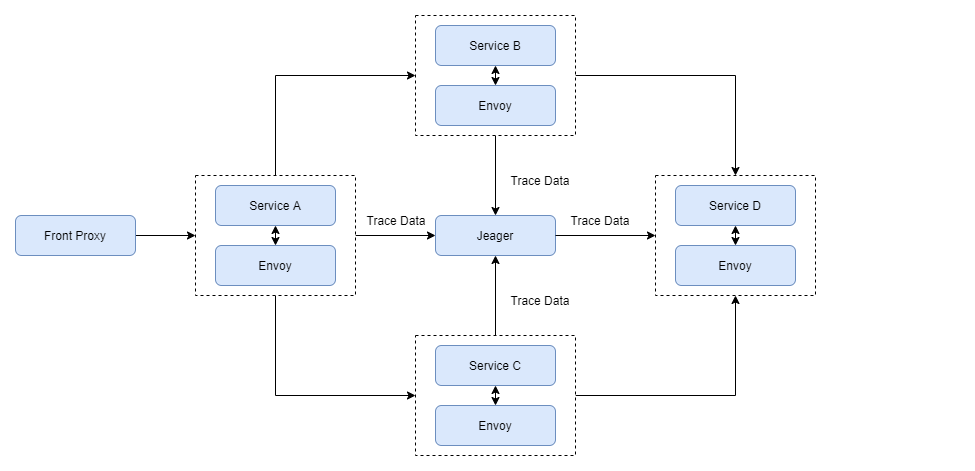 Service B
Envoy
Trace Data
Service A
Envoy
Front Proxy
Trace Data
Jeager
Trace Data
Service D
Envoy
Trace Data
Service C
Envoy